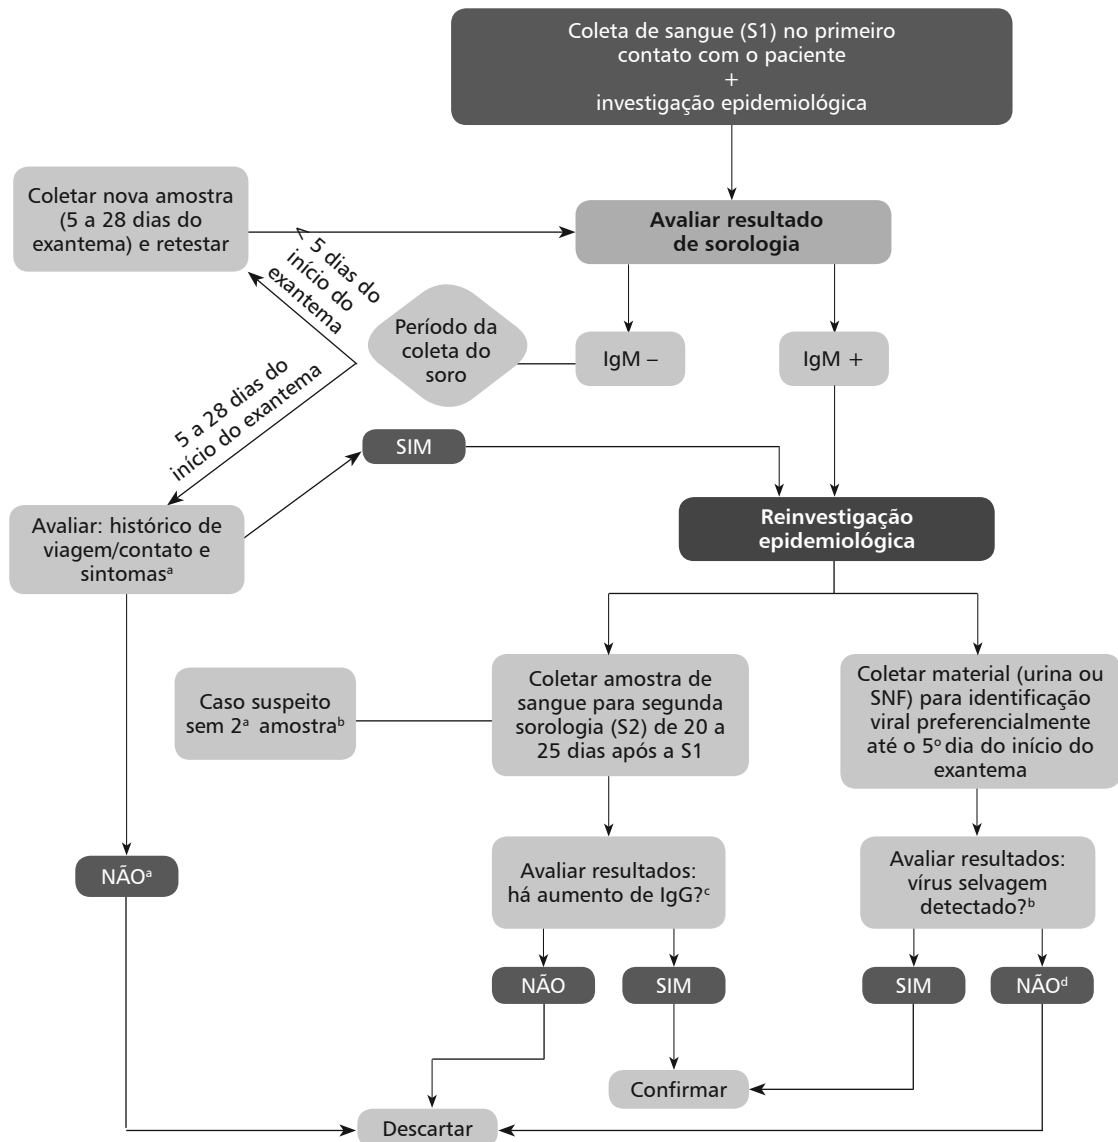 Coleta de sangue (S1) no primeiro
contato com o paciente
+
investigação epidemiológica
Coletar nova amostra
(5 a 28 dias do
exantema) e retestar
Avaliar resultado
de sorologia
< 5 dias do
início do
exantema
Período da
coleta do
soro
IgM –
IgM +
5 a 28 dias do
início do exantema
SIM
Avaliar: histórico de
viagem/contato e
sintomasᵃ
Reinvestigação
epidemiológica
Caso suspeito
sem 2ᵃ amostraᵇ
Coletar amostra de
sangue para segunda
sorologia (S2) de 20 a
25 dias após a S1
Coletar material (urina ou
SNF) para identificação
viral preferencialmente
até o 5º dia do início do
exantema
NÃOᵃ
Avaliar resultados:
há aumento de IgG?ᶜ
Avaliar resultados:
vírus selvagem
detectado?ᵇ
NÃO
SIM
SIM
NÃOᵈ
Confirmar
Descartar